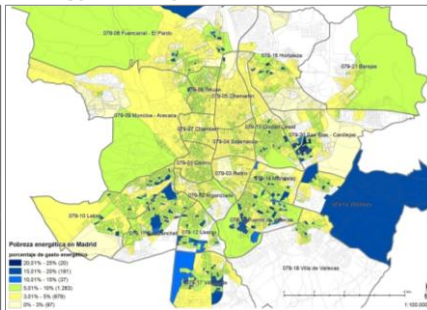 079-08 Fuencarral - El Pardo
079-16 Hortaleza
079-21 Barajas
079-06 Tetuán
079-05 Chamartín
079-09 Moncloa - Aravaca
079-15 Ciudad Lineal
079-20 San Blas - Canillejas
079-07 Chamberí
079-04 Salamanca
079-01 Centro
079-03 Retiro
079-14 Moratalaz
079-02 Arganzuela
079-10 Latina
079-12 Usera
079-18 Villa de Vallecas
Pobreza energética en Madrid
porcentaje de gasto energético
20,01% - 25% (20)
15,01% - 20% (181)
10,01% - 15% (37)
5,01% - 10% (1.283)
3,01% - 5% (879)
0% - 3% (97)
1:100.000